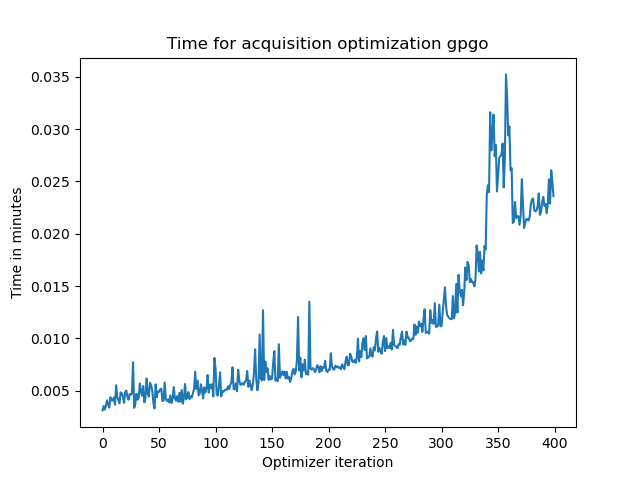 Time for acquisition optimization gpgo
Time in minutes
0.035
0.030
0.025
0.020
0.015
0.010
0.005
0 50 100 150 200 250 300 350 400
Optimizer iteration